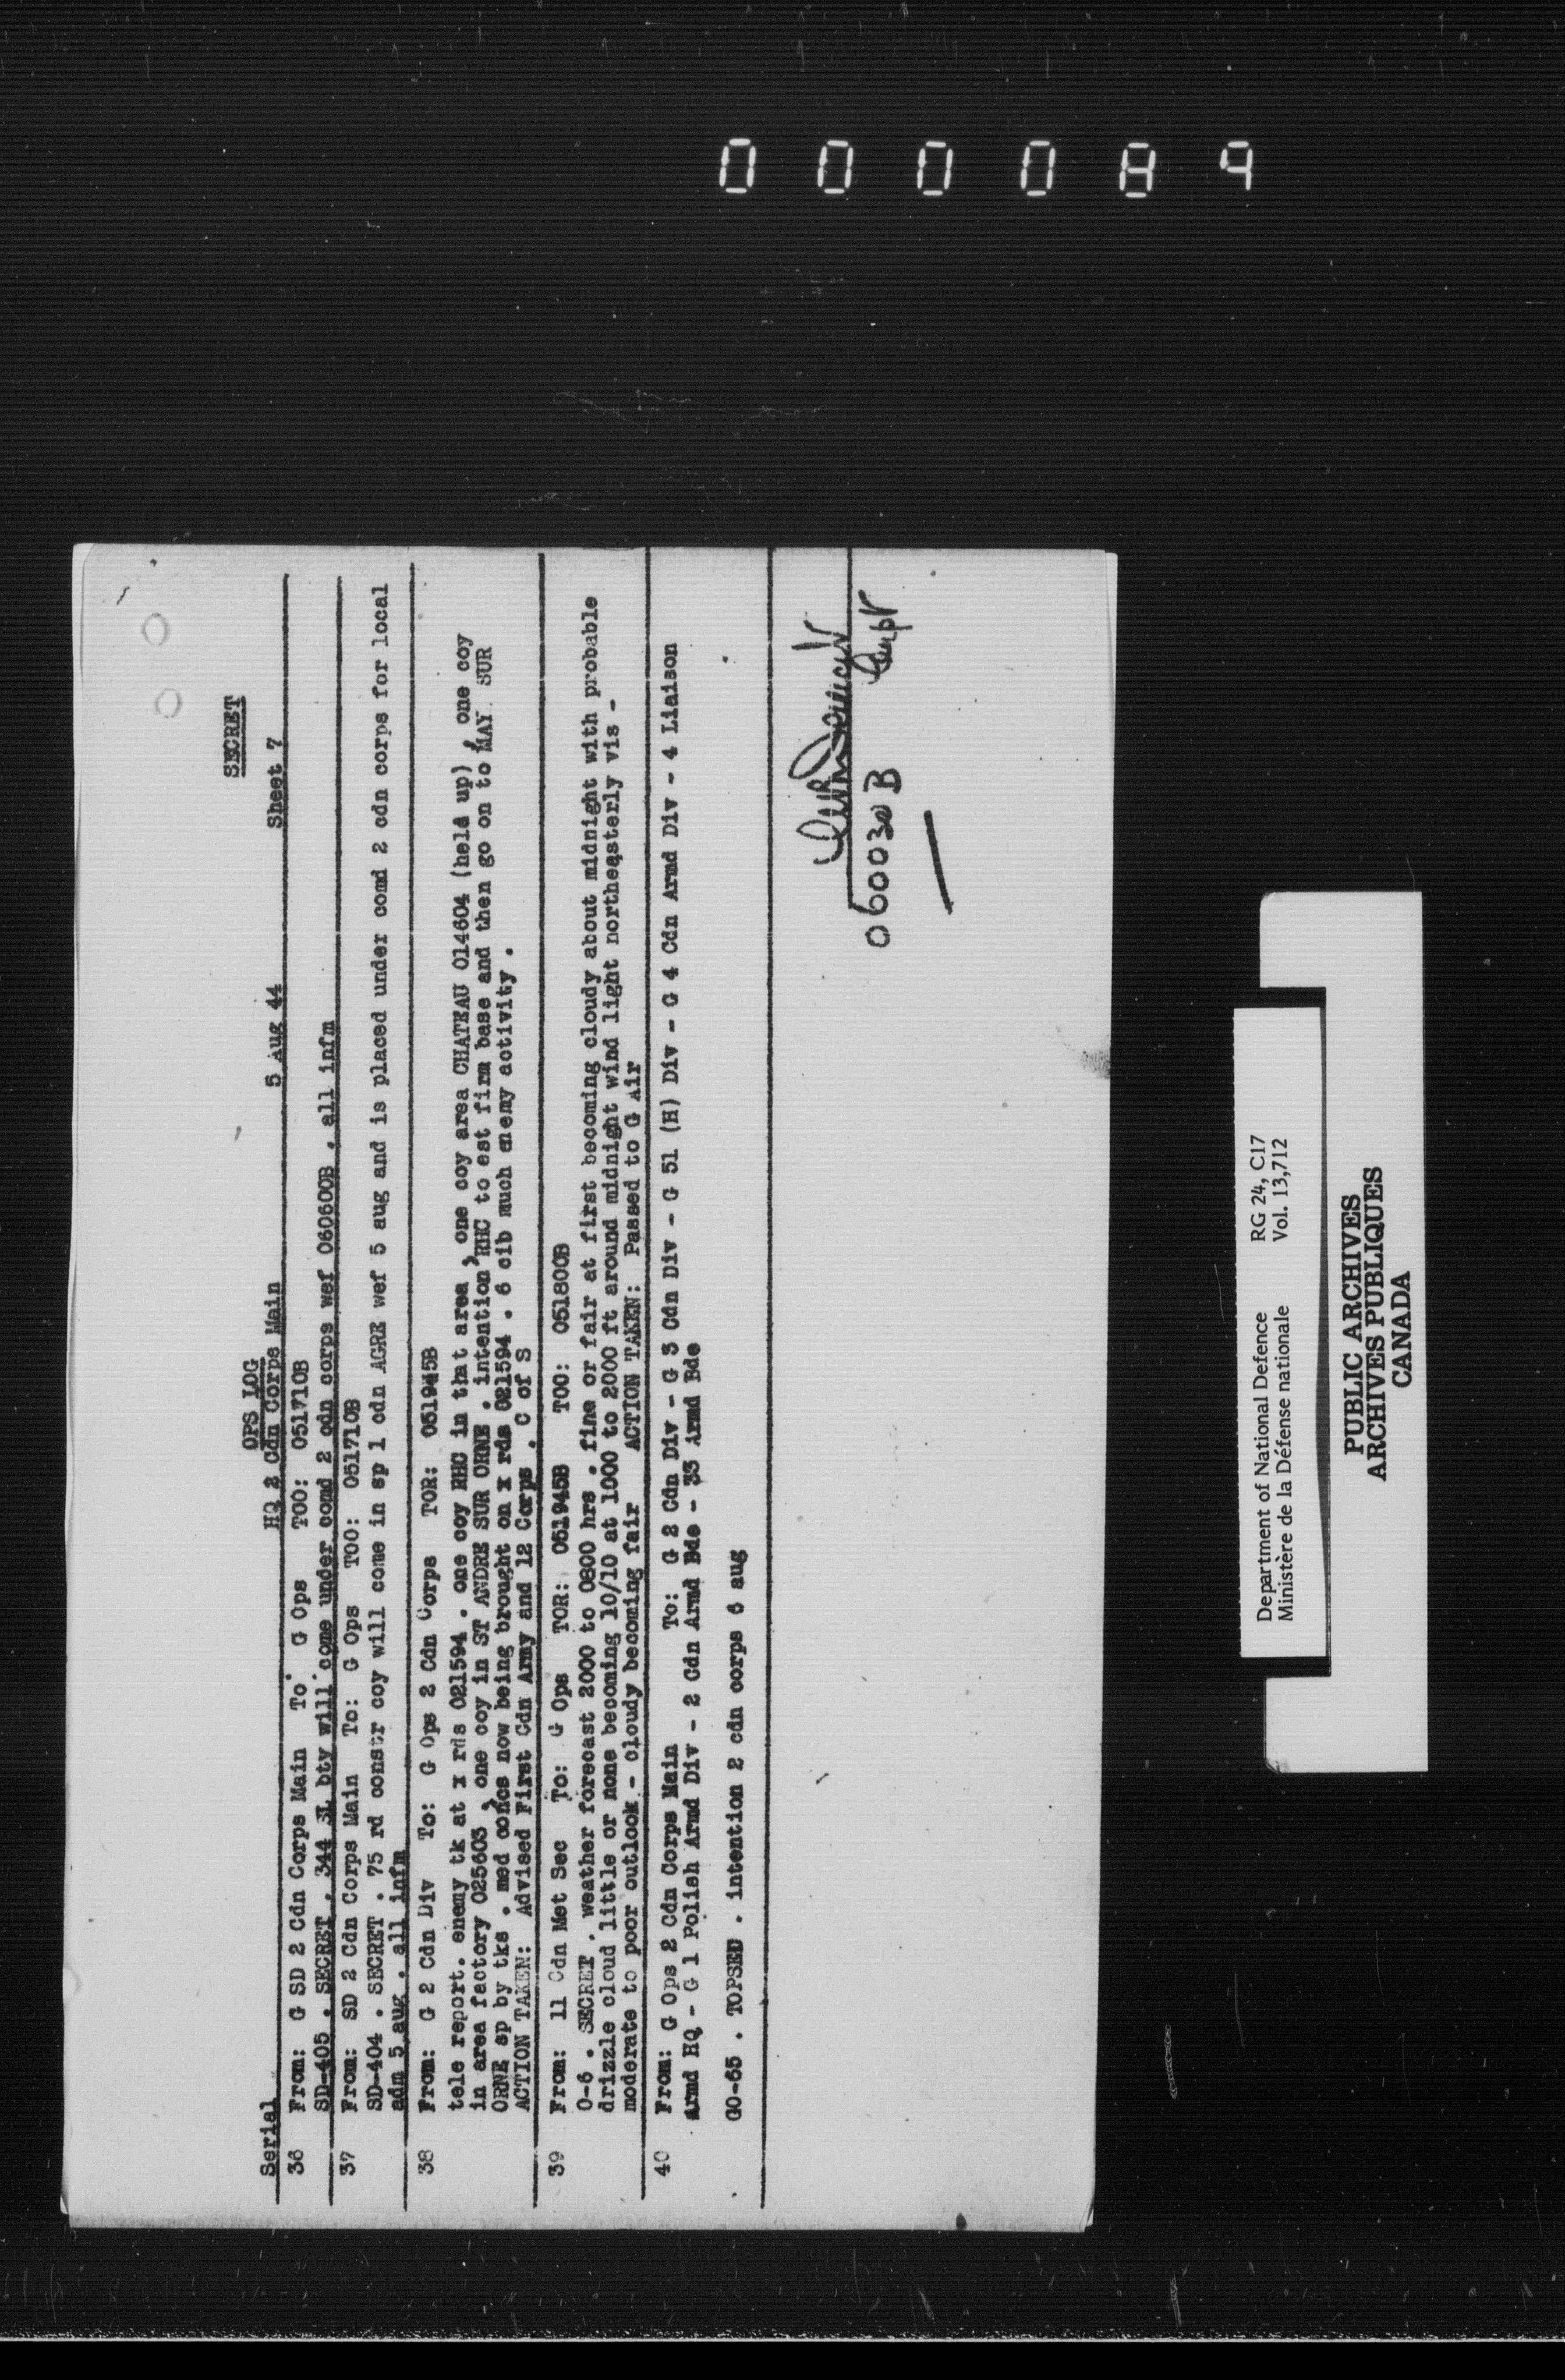 000084
SECRET
OPS LOG
HQ 2 Cdn Corps Main 5 Aug 44 Sheet 7
Serial
36 From: G SD 2 Cdn Corps Main To G Ops TOO: 051710B
SD-405 . SECRET . 344 SL bty will come under comd 2 cdn corps wef 060600B . all infm
37 From: SD 2 Cdn Corps Main To: G Ops TOO: 051710B
SD-404 . SECRET . 75 rd constr coy will come in sp 1 cdn AGRE wef 5 aug and is placed under comd 2 cdn corps for local
adm 5 aug . all infm
38 From: G 2 Cdn Div To: G Ops 2 Cdn Corps TOR: 051945B
tele report. enemy tk at x rds 021594 . one coy RHC in that area , one coy area CHATEAU 014604 (held up) , one coy
in area factory 025603 , one coy in ST ANDRE SUR ORNE . intention RHC to est firm base and then go on to MAY SUR
ORNE sp by tks . med concs now being brought on x rds 021594 . 6 cib much enemy activity .
ACTION TAKEN: Advised First Cdn Army and 12 Corps . C of S
39 From: 11 Cdn Met Sec To: G Ops TOR: 051945B TOO: 051800B
O-6 . SECRET . weather forecast 2000 to 0800 hrs . fine or fair at first becoming cloudy about midnight with probable
drizzle cloud little or none becoming 10/10 at 1000 to 2000 ft around midnight wind light northeasterly vis -
moderate to poor outlook - cloudy becoming fair ACTION TAKEN: Passed to G Air
40 From: G Ops 2 Cdn Corps Main To: G 2 Cdn Div - G 3 Cdn Div - G 51 (H) Div - G 4 Cdn Armd Div - 4 Liaison
Armd HQ - G 1 Polish Armd Div - 2 Cdn Armd Bde - 33 Armd Bde
GO-65 . TOPSED . intention 2 cdn corps 6 aug
Capt
060030B
Department of National Defence RG 24, C17
Ministère de la Défense nationale Vol. 13,712
PUBLIC ARCHIVES
ARCHIVES PUBLIQUES
CANADA